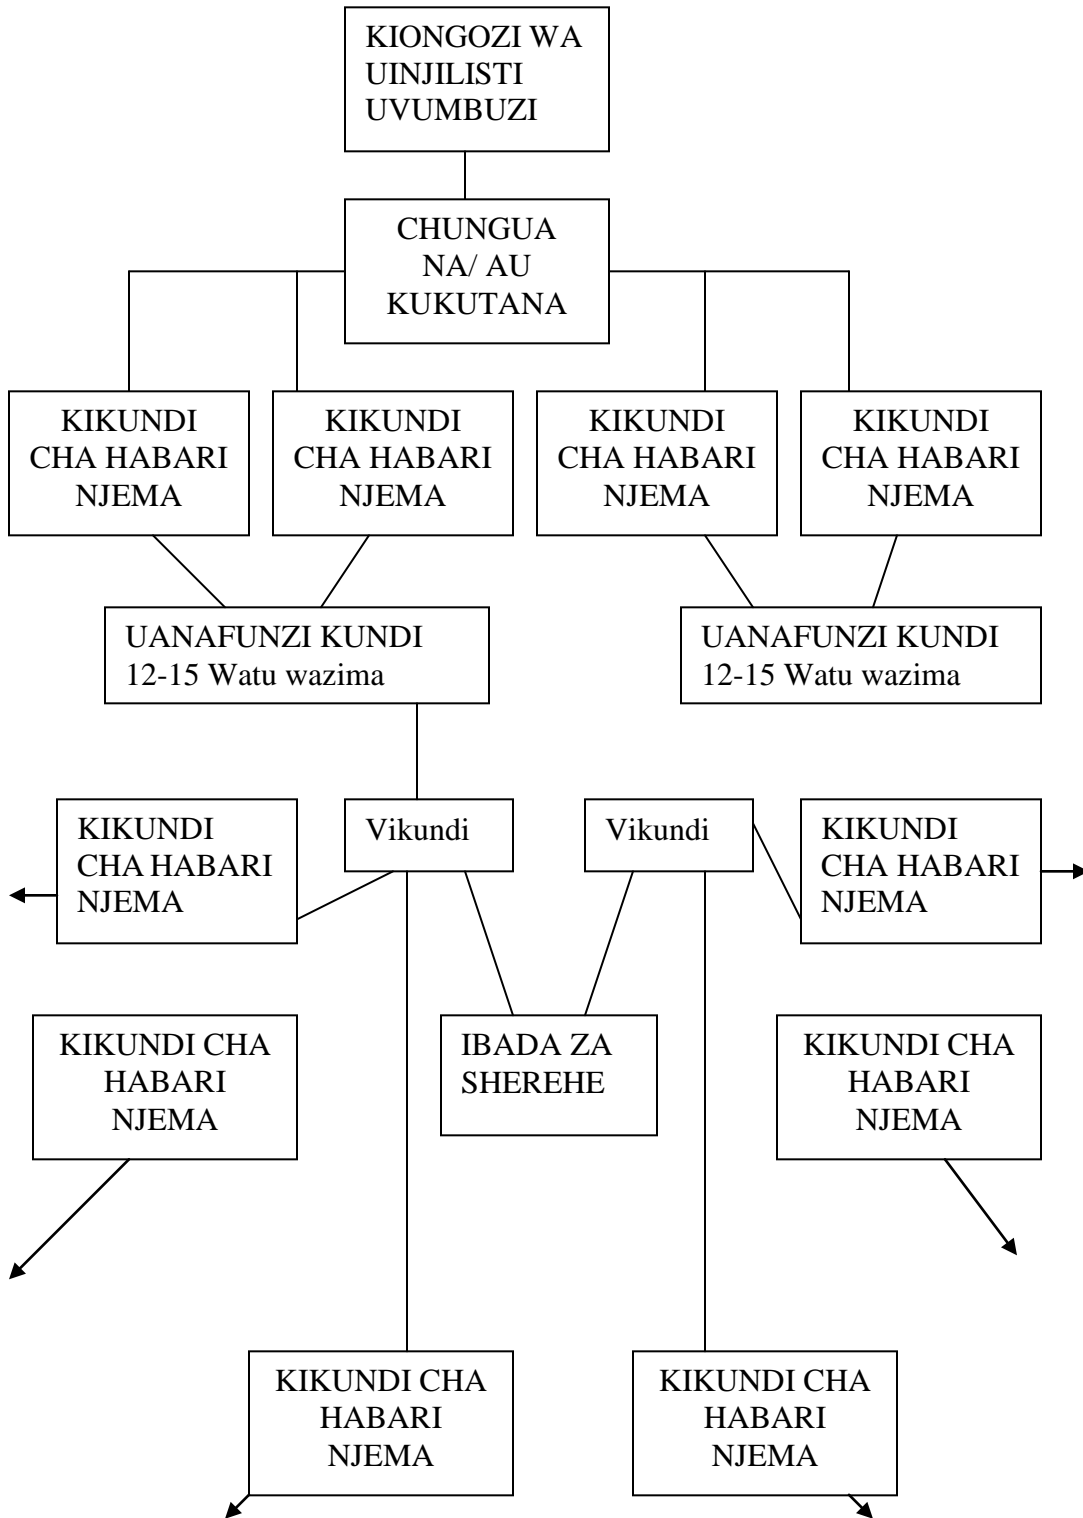 KIONGOZI WA
UINJILISTI
UVUMBUZI
CHUNGUA
NA/ AU
KUKUTANA
KIKUNDI
CHA HABARI
NJEMA
KIKUNDI
CHA HABARI
NJEMA
KIKUNDI
CHA HABARI
NJEMA
KIKUNDI
CHA HABARI
NJEMA
UANAFUNZI KUNDI
12-15 Watu wazima
UANAFUNZI KUNDI
12-15 Watu wazima
KIKUNDI
CHA HABARI
NJEMA
Vikundi
Vikundi
KIKUNDI
CHA HABARI
NJEMA
KIKUNDI CHA
HABARI
NJEMA
IBADA ZA
SHEREHE
KIKUNDI CHA
HABARI
NJEMA
KIKUNDI CHA
HABARI
NJEMA
KIKUNDI CHA
HABARI
NJEMA